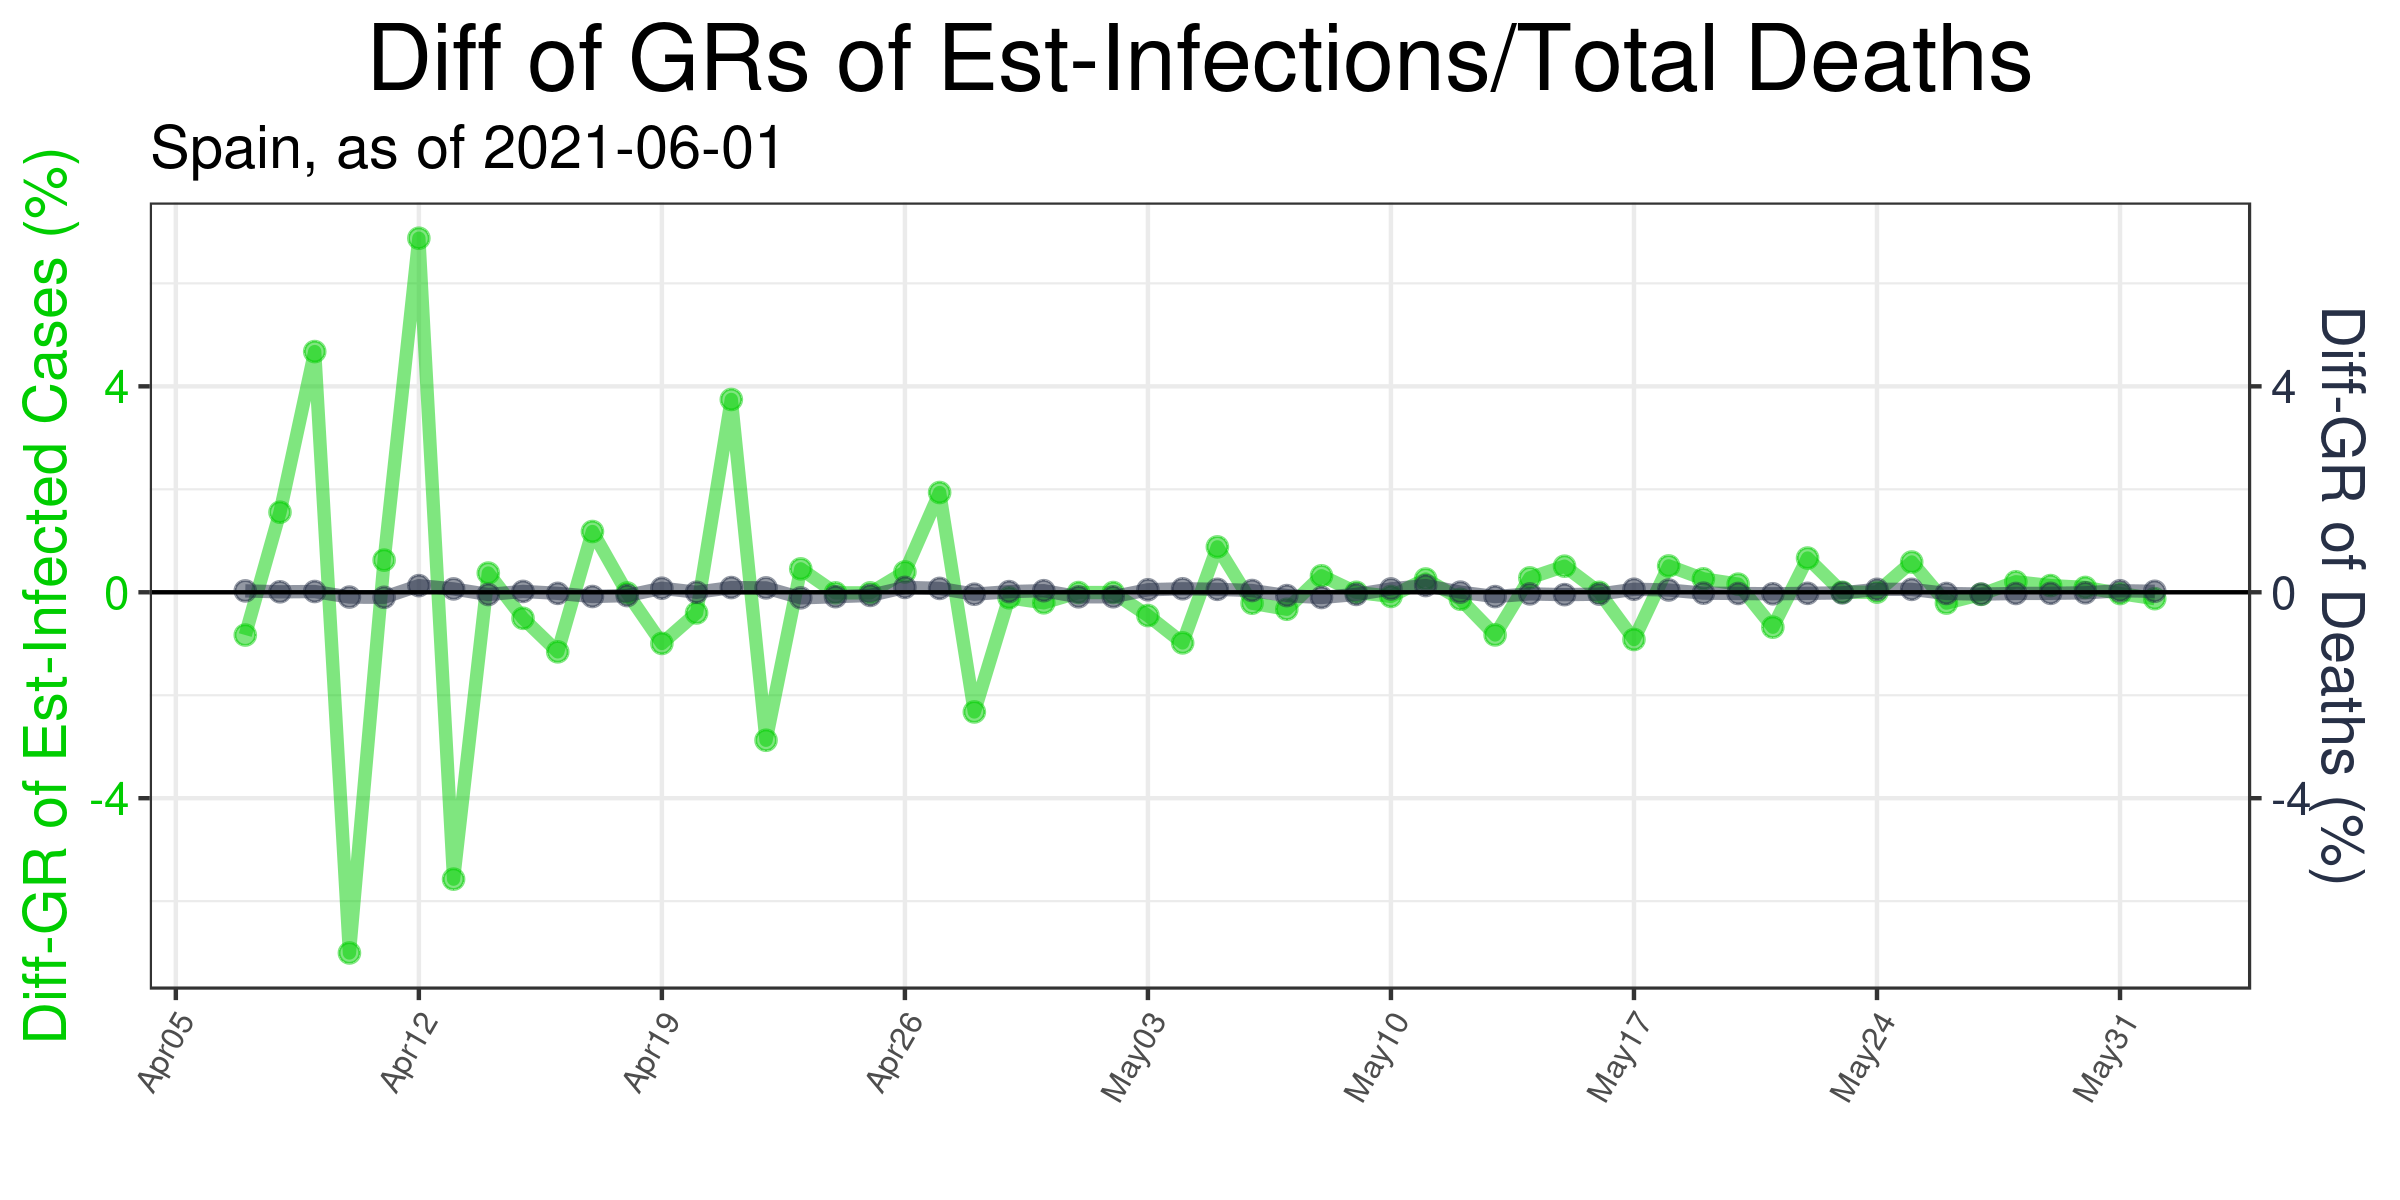 Diff of GRs of Est-Infections/Total Deaths
Spain, as of 2021-06-01
Diff-GR of Est-Infected Cases (%)
4
0
-4
4
0
-4
Diff-GR of Deaths (%)
Apr05
Apr12
Apr19
Apr26
May03
May10
May17
May24
May31